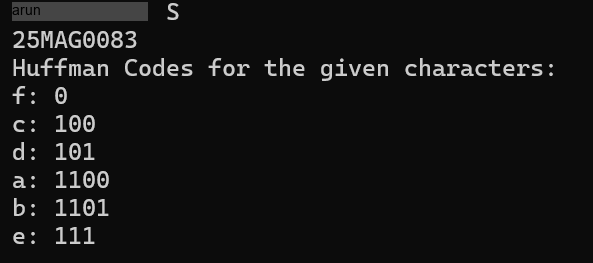 arun S
25MAG0083
Huffman Codes for the given characters:
f: 0
c: 100
d: 101
a: 1100
b: 1101
e: 111